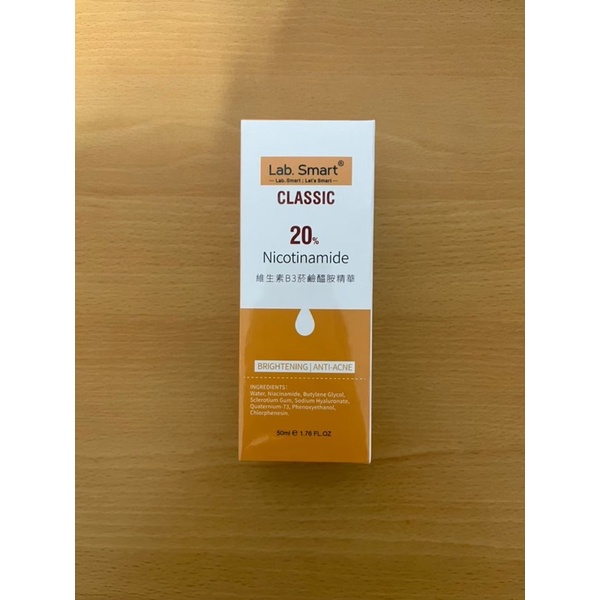 Lab. Smart®
— Lab. Smart ; Let's Smart —
CLASSIC
20%
Nicotinamide
維生素B3菸鹼醯胺精華
BRIGHTENING | ANTI-ACNE
INGREDIENTS:
Water, Niacinamide, Butylene Glycol,
Sclerotium Gum, Sodium Hyaluronate,
Quaternium-73, Phenoxyethanol,
Chlorphenesin.
50ml ℮ 1.76 FL.OZ